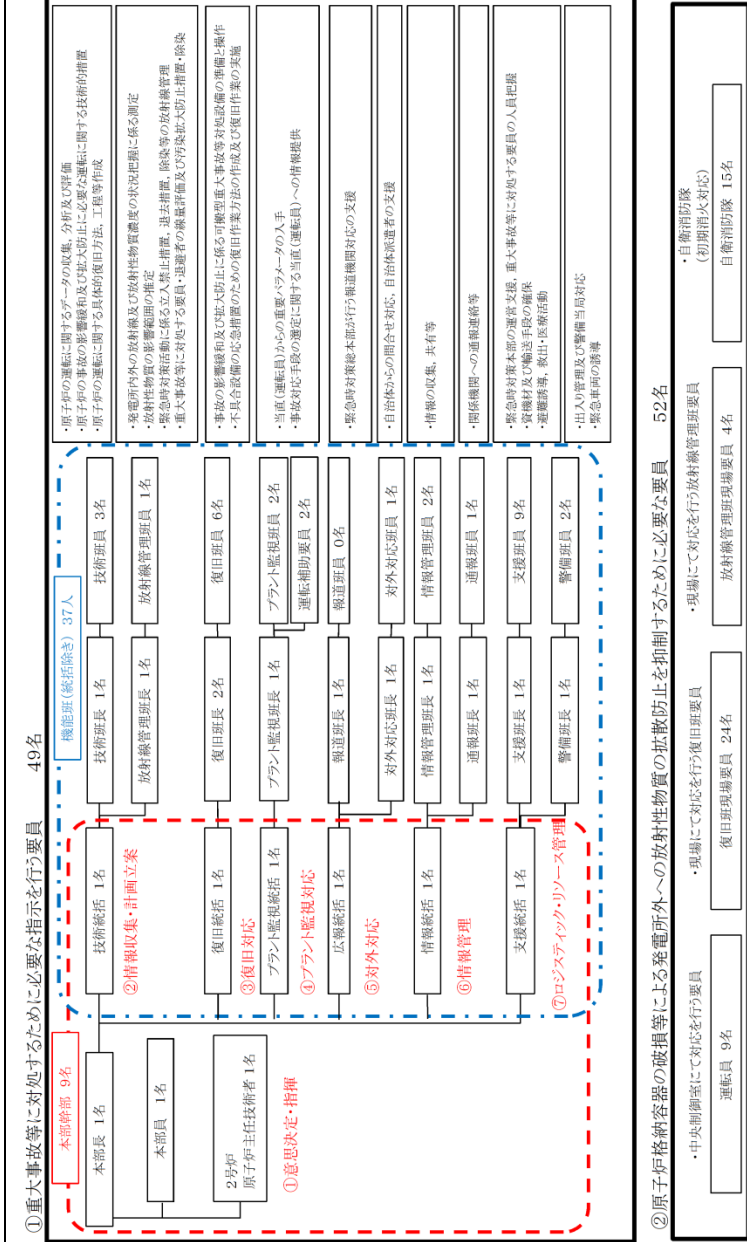 ①重大事故等に対処するために必要な指示を行う要員　49名
本部幹部 9名
機能班（統括除き）37人
本部長 1名
本部員 1名
2号炉
原子炉主任技術者 1名
①意思決定・指揮
技術統括 1名
②情報収集・計画立案
技術班長 1名
技術班員 3名
・原子炉の運転に関するデータの収集, 分析及び評価
・原子炉の事故の影響緩和及び拡大防止に必要な運転に関する技術的措置
・原子炉の運転に関する具体的復旧方法, 工程等作成
放射線管理班長 1名
放射線管理班員 1名
・発電所内外の放射線及び放射性物質濃度の状況把握に係る測定
・放射性物質の影響範囲の推定
・緊急時対策活動に係る立入禁止措置, 退去措置, 除染等の放射線管理
・重大事故等に対処する要員・退避者の線量評価及び汚染拡大防止措置・除染
復旧統括 1名
③復旧対応
復旧班長 2名
復旧班員 6名
・事故の影響緩和及び拡大防止に係る可搬型重大事故等対処設備の準備と操作
・不具合設備の応急措置のための復旧作業方法の作成及び復旧作業の実施
プラント監視統括 1名
④プラント監視対応
プラント監視班長 1名
プラント監視班員 2名
運転補助要員 2名
・当直(運転員)からの重要パラメータの入手
・事故対応手段の選定に関する当直(運転員)への情報提供
広報統括 1名
⑤対外対応
報道班長 1名
報道班員 0名
・緊急時対策総本部が行う報道機関対応の支援
対外対応班長 1名
対外対応班員 1名
・自治体からの問合せ対応, 自治体派遣者の支援
情報統括 1名
⑥情報管理
情報管理班長 1名
情報管理班員 2名
・情報の収集, 共有等
通報班長 1名
通報班員 1名
・関係機関への通報連絡等
支援統括 1名
⑦ロジスティック・リソース管理
支援班長 1名
支援班員 9名
・緊急時対策本部の運営支援, 重大事故等に対処する要員の人員把握
・資機材及び輸送手段の確保
・避難誘導, 救出・医療活動
警備班長 1名
警備班員 2名
・出入り管理及び警備当局対応
・緊急車両の誘導
②原子炉格納容器の破損等による発電所外への放射性物質の拡散防止を抑制するために必要な要員　52名
・中央制御室にて対応を行う要員
運転員 9名
・現場にて対応を行う復旧班要員
復旧班現場要員 24名
・現場にて対応を行う放射線管理班要員
放射線管理班現場要員 4名
・自衛消防隊
(初期消火対応)
自衛消防隊 15名